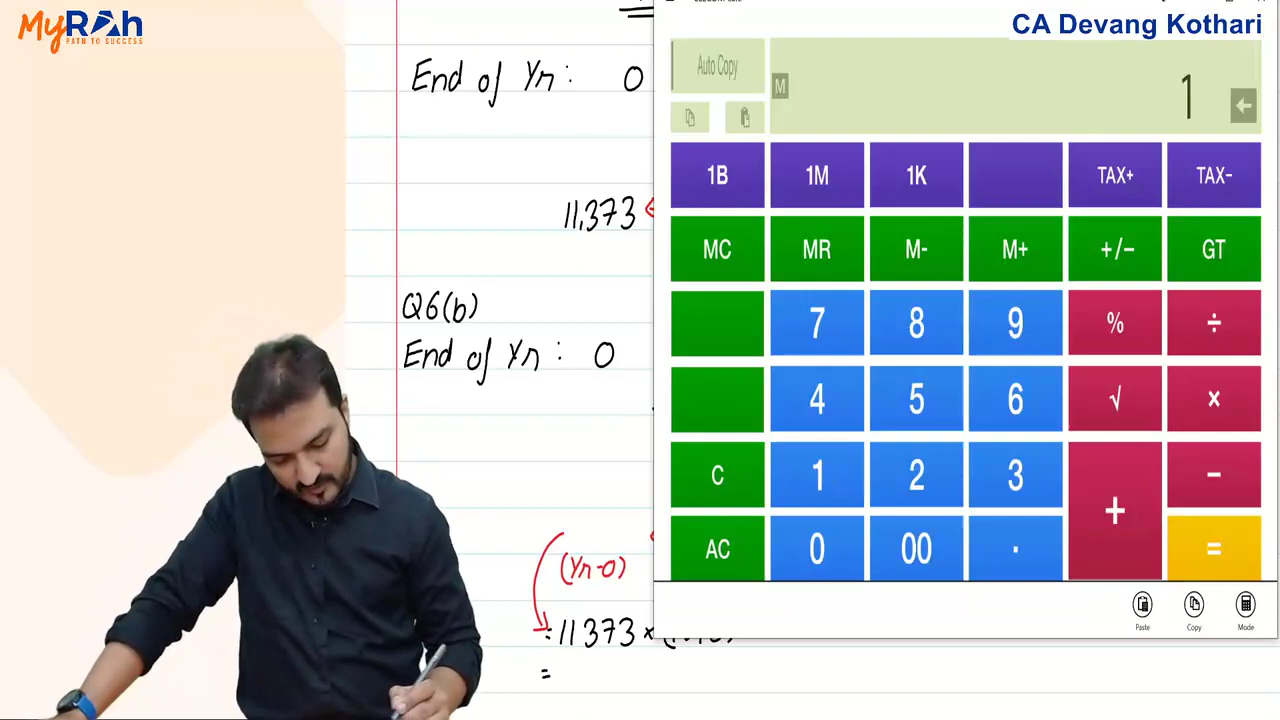 MyRAh
PATH TO SUCCESS
CA Devang Kothari
End of Yr : 0
11,373
Q6(b)
End of Yr : 0
(Yr-0)
= 11373 ×
=
Auto Copy
M
1
1B 1M 1K TAX+ TAX-
MC MR M- M+ +/- GT
7 8 9 % ÷
4 5 6 √ ×
C 1 2 3 + -
AC 0 00 . =
Paste Copy Mode